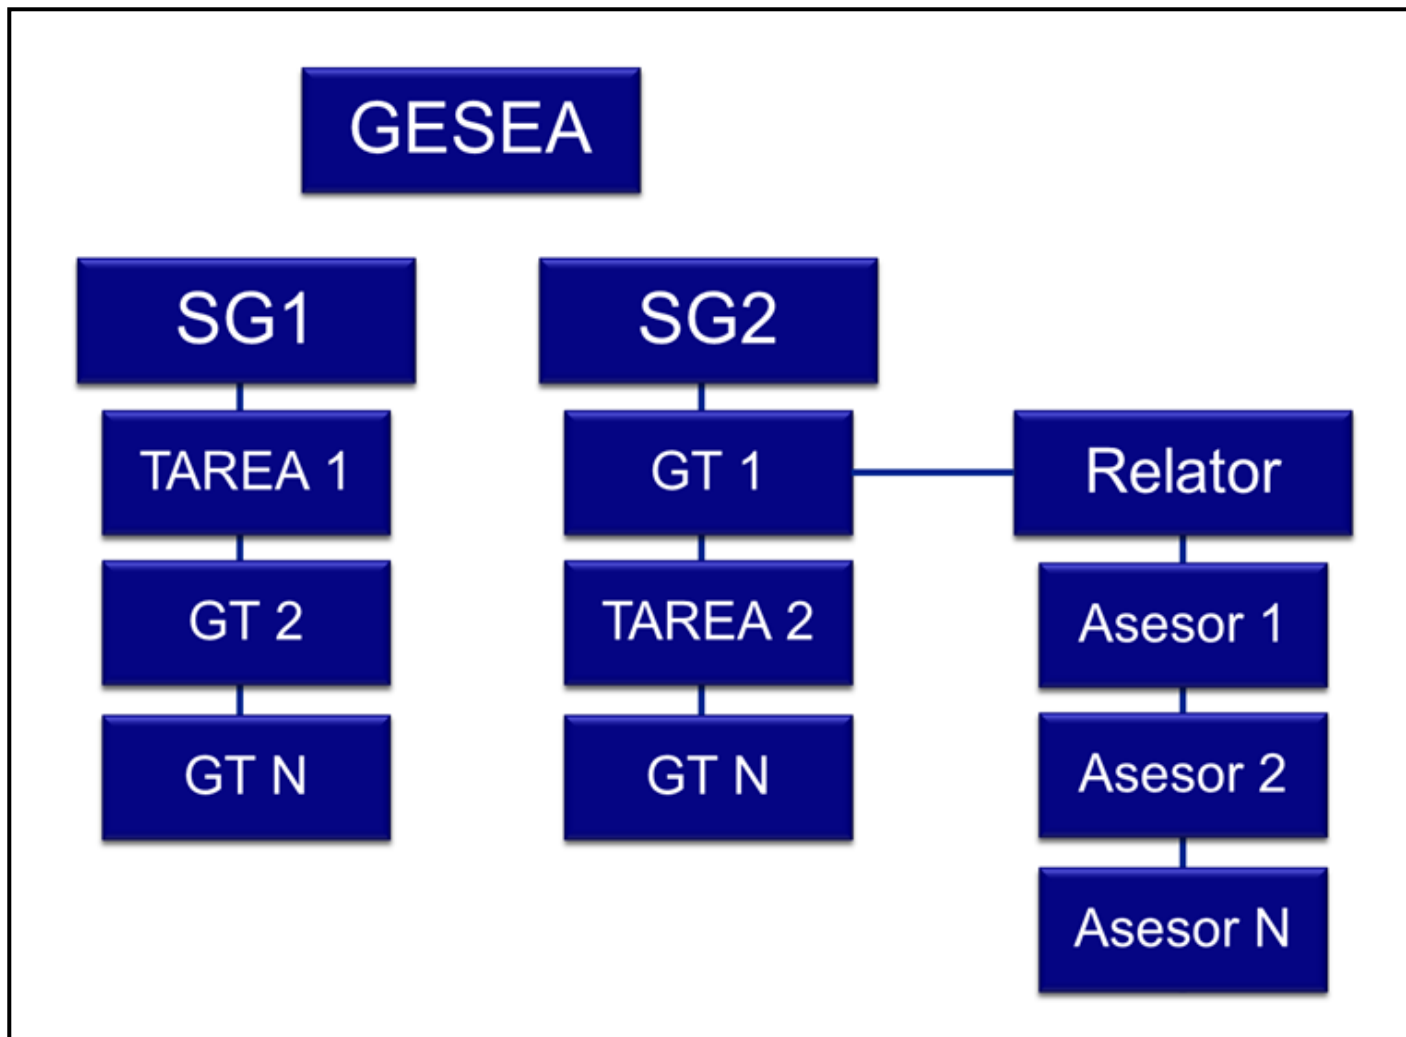 GESEA
SG1
SG2
TAREA 1
GT 1
Relator
GT 2
TAREA 2
Asesor 1
GT N
GT N
Asesor 2
Asesor N